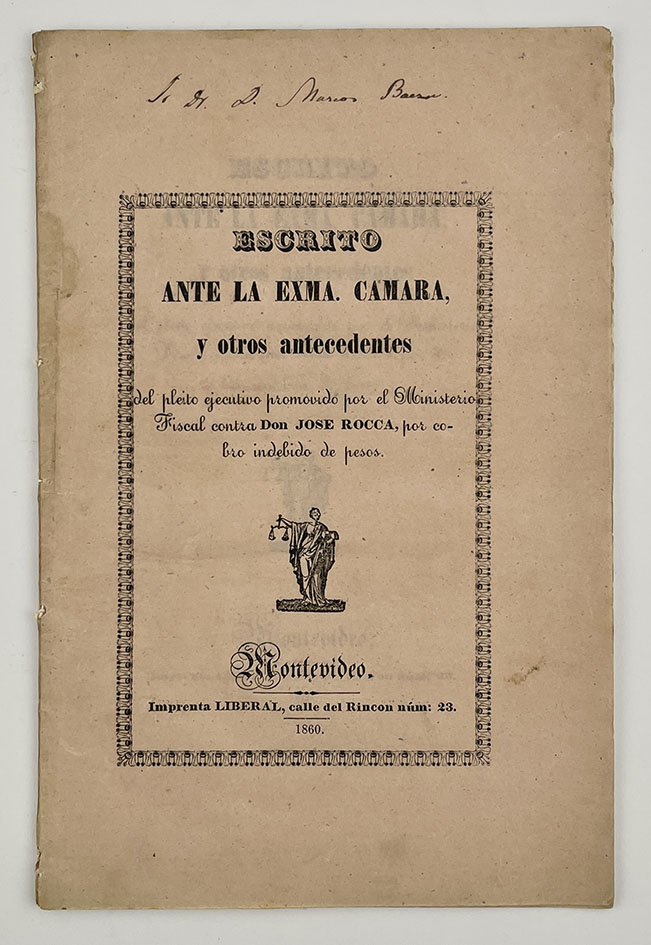 Sr Dr. D. Marcos Baeza.
ESCRITO
ANTE LA EXMA. CAMARA,
y otros antecedentes
del pleito ejecutivo promovido por el Ministerio
Fiscal contra Don JOSE ROCCA, por co-
bro indebido de pesos.
Montevideo.
Imprenta LIBERAL, calle del Rincon núm: 23.
1860.